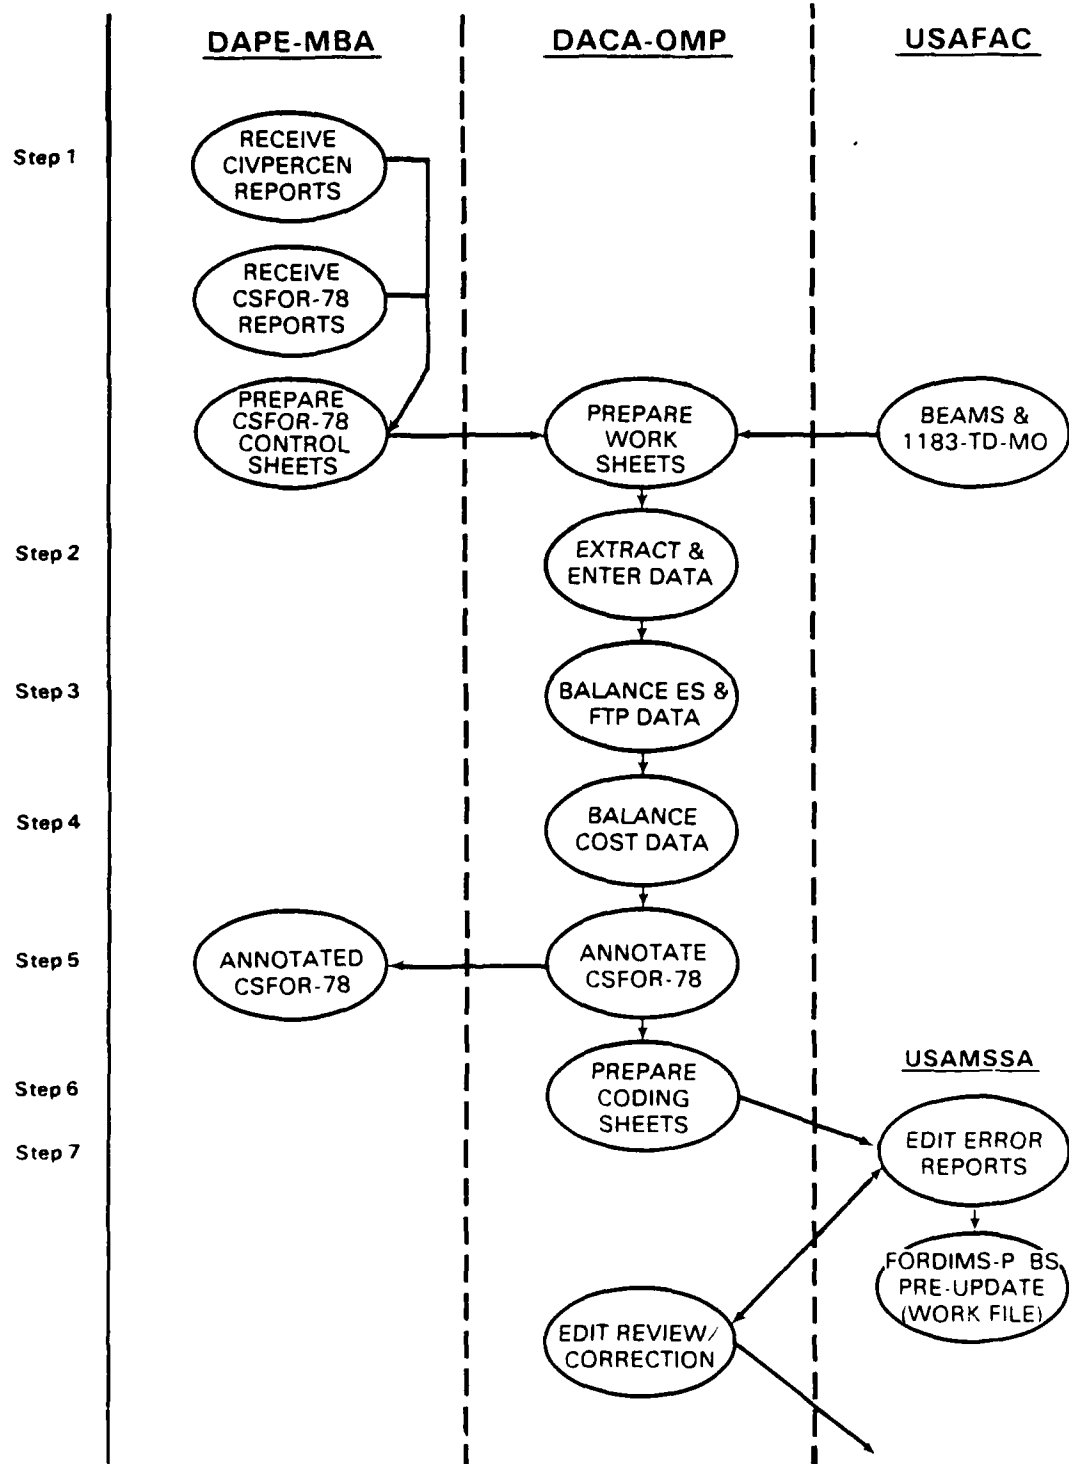 DAPE-MBA
DACA-OMP
USAFAC
Step 1
RECEIVE
CIVPERCEN
REPORTS
RECEIVE
CSFOR-78
REPORTS
PREPARE
CSFOR-78
CONTROL
SHEETS
PREPARE
WORK
SHEETS
BEAMS &
1183-TD-MO
Step 2
EXTRACT &
ENTER DATA
Step 3
BALANCE ES &
FTP DATA
Step 4
BALANCE
COST DATA
Step 5
ANNOTATED
CSFOR-78
ANNOTATE
CSFOR-78
USAMSSA
Step 6
PREPARE
CODING
SHEETS
Step 7
EDIT ERROR
REPORTS
FORDIMS-P BS
PRE-UPDATE
(WORK FILE)
EDIT REVIEW/
CORRECTION